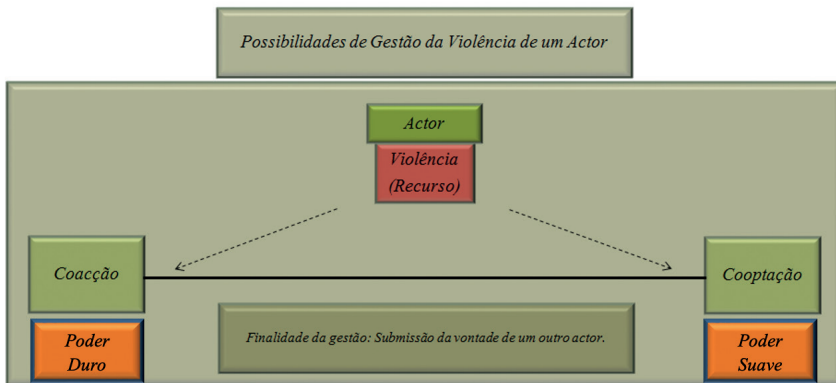 Possibilidades de Gestão da Violência de um Actor
Actor
Violência
(Recurso)
Coacção
Cooptação
Finalidade da gestão: Submissão da vontade de um outro actor.
Poder
Duro
Poder
Suave